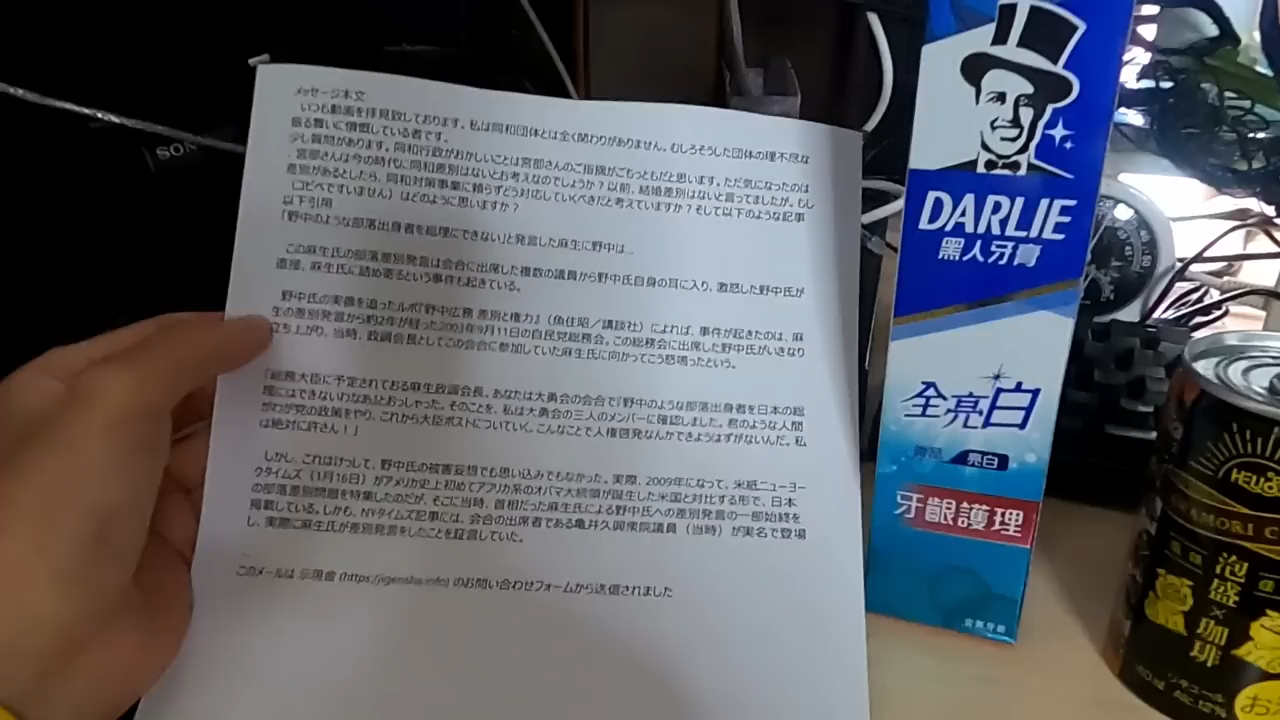 メッセージ本文
いつも動画を拝見致しております。私は同和団体とは全く関わりがありません。むしろそうした団体の理不尽な
振る舞いに憤慨している者です。
少し質問があります。同和行政がおかしいことは宮部さんのご指摘がごもっともだと思います。ただ気になったのは
、宮部さんは今の時代に同和差別はないとお考えなのでしょうか？以前、結婚差別はないと言ってましたが。もし
差別があるとしたら、同和対策事業に頼らずどう対応していくべきだと考えていますか？そして以下のような記事
（コピペですいません）はどのように思いますか？
以下引用
「野中のような部落出身者を総理にできない」と発言した麻生に野中は…
この麻生氏の部落差別発言は会合に出席した複数の議員から野中氏自身の耳に入り、激怒した野中氏が
直接、麻生氏に詰め寄るという事件も起きている。
野中氏の実像を追ったルポ『野中広務 差別と権力』（魚住昭／講談社）によれば、事件が起きたのは、麻
生の差別発言から約2年が経った2003年9月11日の自民党総務会。この総務会に出席した野中氏がいきなり
立ち上がり、当時、政調会長としてこの会合に参加していた麻生氏に向かってこう怒鳴ったという。
「総務大臣に予定されておる麻生政調会長。あなたは大勇会の会合で『野中のような部落出身者を日本の総
理にはできないわなあ』とおっしゃった。そのことを、私は大勇会の三人のメンバーに確認しました。君のような人間
がわが党の政策をやり、これから大臣ポストについていく。こんなことで人権啓発なんかできようはずがないんだ。私
は絶対に許さん！」
しかし、これはけっして、野中氏の被害妄想でも思い込みでもなかった。実際、2009年になって、米紙ニューヨー
クタイムズ（1月16日）がアメリカ史上初めてアフリカ系のオバマ大統領が誕生した米国と対比する形で、日本
の部落差別問題を特集したのだが、そこに当時、首相だった麻生氏による野中氏への差別発言の一部始終を
掲載している。しかも、NYタイムズ記事には、会合の出席者である亀井久興衆院議員（当時）が実名で登場
し、実際に麻生氏が差別発言をしたことを証言していた。
...
このメールは 示現舎 (https://jigensha.info) のお問い合わせフォームから送信されました
SON
DARLIE
黑人牙膏
全亮白
亮白
牙齦護理
HELIOS
泡盛×珈琲
リキュール